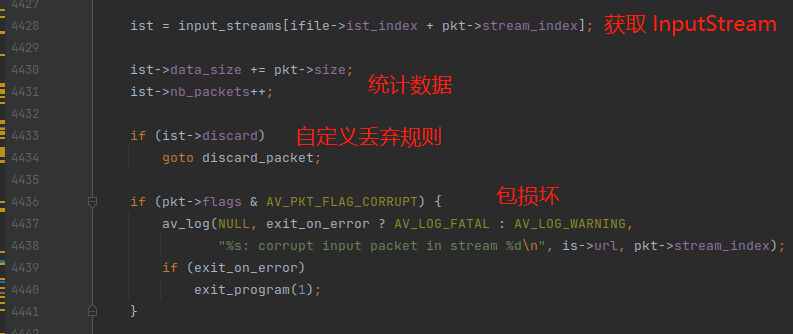 4427
4428 ist = input_streams[ifile->ist_index + pkt->stream_index]; 获取 InputStream
4429
4430 ist->data_size += pkt->size;
4431 ist->nb_packets++; 统计数据
4432
4433 if (ist->discard) 自定义丢弃规则
4434 goto discard_packet;
4435
4436 if (pkt->flags & AV_PKT_FLAG_CORRUPT) { 包损坏
4437 av_log(NULL, exit_on_error ? AV_LOG_FATAL : AV_LOG_WARNING,
4438 "%s: corrupt input packet in stream %d\n", is->url, pkt->stream_index);
4439 if (exit_on_error)
4440 exit_program(1);
4441 }
4442